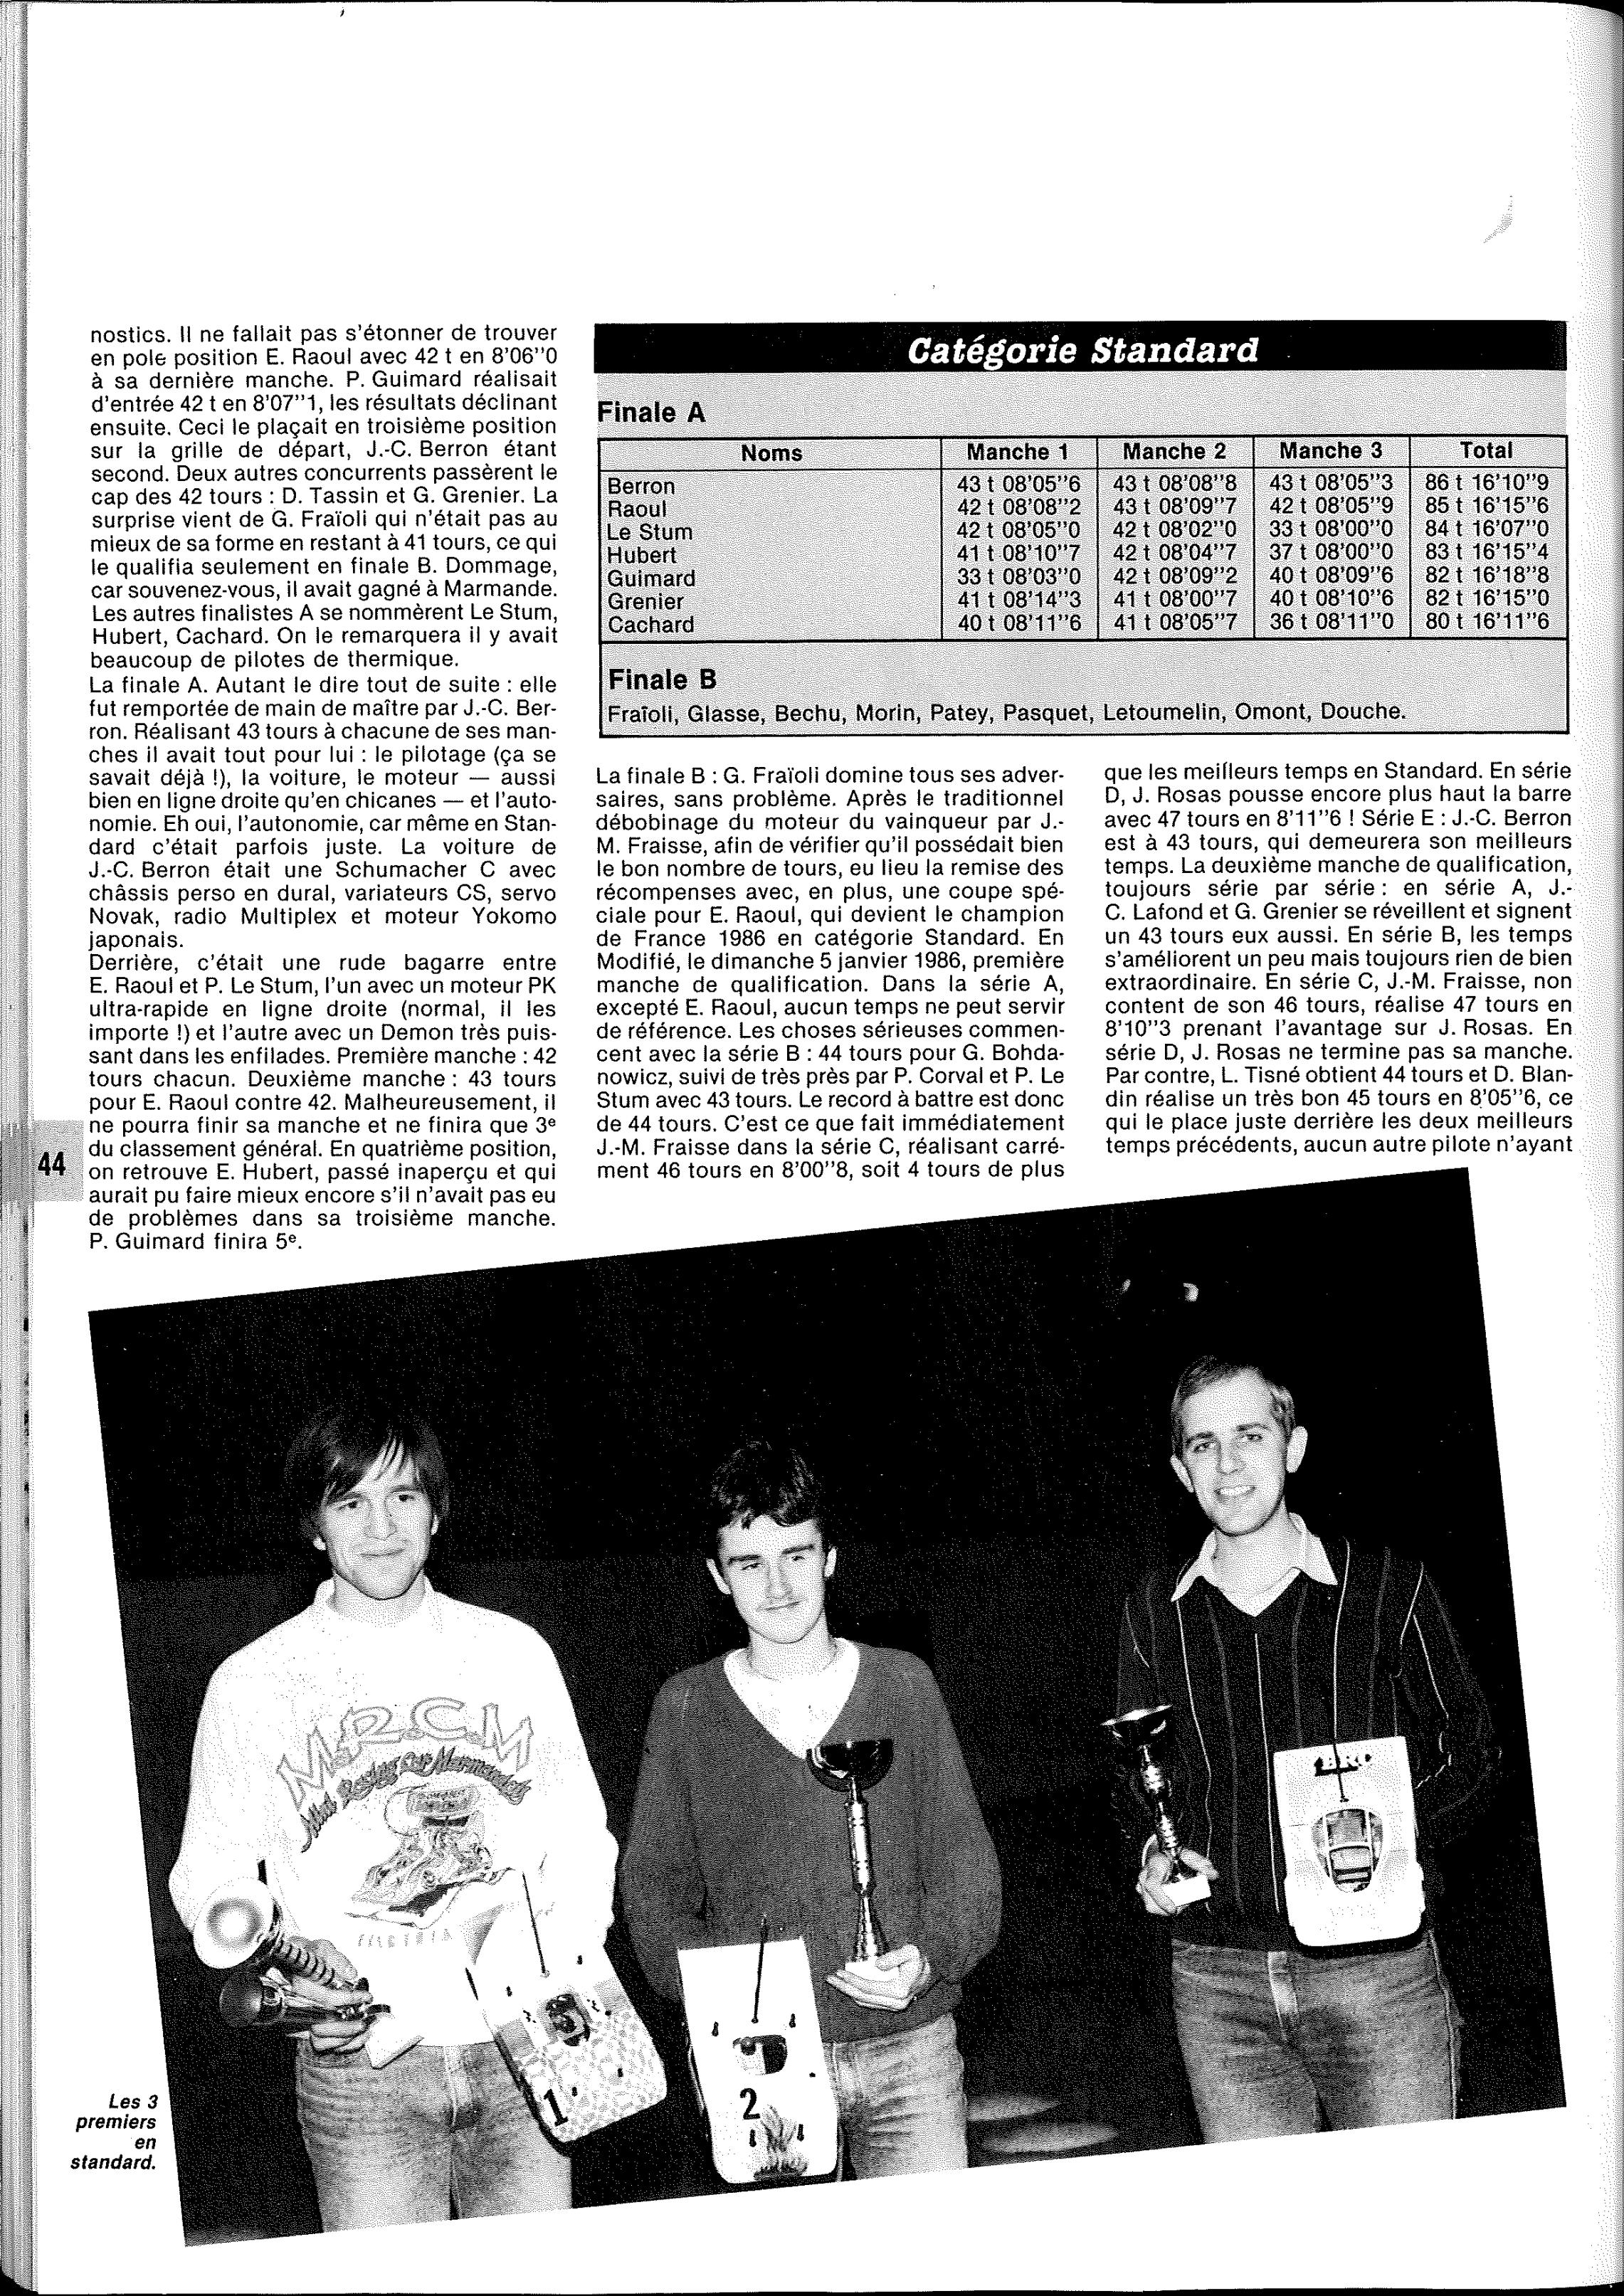 nostics. Il ne fallait pas s'étonner de trouver
en pole position E. Raoul avec 42 t en 8'06''0
à sa dernière manche. P. Guimard réalisait
d'entrée 42 t en 8'07''1, les résultats déclinant
ensuite. Ceci le plaçait en troisième position
sur la grille de départ, J.-C. Berron étant
second. Deux autres concurrents passèrent le
cap des 42 tours : D. Tassin et G. Grenier. La
surprise vient de G. Fraïoli qui n'était pas au
mieux de sa forme en restant à 41 tours, ce qui
le qualifia seulement en finale B. Dommage,
car souvenez-vous, il avait gagné à Marmande.
Les autres finalistes A se nommèrent Le Stum,
Hubert, Cachard. On le remarquera il y avait
beaucoup de pilotes de thermique.
La finale A. Autant le dire tout de suite : elle
fut remportée de main de maître par J.-C. Ber-
ron. Réalisant 43 tours à chacune de ses man-
ches il avait tout pour lui : le pilotage (ça se
savait déjà !), la voiture, le moteur — aussi
bien en ligne droite qu'en chicanes — et l'auto-
nomie. Eh oui, l'autonomie, car même en Stan-
dard c'était parfois juste. La voiture de
J.-C. Berron était une Schumacher C avec
châssis perso en dural, variateurs CS, servo
Novak, radio Multiplex et moteur Yokomo
japonais.
Derrière, c'était une rude bagarre entre
E. Raoul et P. Le Stum, l'un avec un moteur PK
ultra-rapide en ligne droite (normal, il les
importe !) et l'autre avec un Demon très puis-
sant dans les enfilades. Première manche : 42
tours chacun. Deuxième manche : 43 tours
pour E. Raoul contre 42. Malheureusement, il
ne pourra finir sa manche et ne finira que 3e
du classement général. En quatrième position,
on retrouve E. Hubert, passé inaperçu et qui
aurait pu faire mieux encore s'il n'avait pas eu
de problèmes dans sa troisième manche.
P. Guimard finira 5e.
44
Catégorie Standard
Finale A
Noms Manche 1 Manche 2 Manche 3 Total
Berron 43 t 08'05''6 43 t 08'08''8 43 t 08'05''3 86 t 16'10''9
Raoul 42 t 08'08''2 43 t 08'09''7 42 t 08'05''9 85 t 16'15''6
Le Stum 42 t 08'05''0 42 t 08'02''0 33 t 08'00''0 84 t 16'07''0
Hubert 41 t 08'10''7 42 t 08'04''7 37 t 08'00''0 83 t 16'15''4
Guimard 33 t 08'03''0 42 t 08'09''2 40 t 08'09''6 82 t 16'18''8
Grenier 41 t 08'14''3 41 t 08'00''7 40 t 08'10''6 82 t 16'15''0
Cachard 40 t 08'11''6 41 t 08'05''7 36 t 08'11''0 80 t 16'11''6
Finale B
Fraïoli, Glasse, Bechu, Morin, Patey, Pasquet, Letoumelin, Omont, Douche.
La finale B : G. Fraïoli domine tous ses adver-
saires, sans problème. Après le traditionnel
débobinage du moteur du vainqueur par J.-
M. Fraisse, afin de vérifier qu'il possédait bien
le bon nombre de tours, eu lieu la remise des
récompenses avec, en plus, une coupe spé-
ciale pour E. Raoul, qui devient le champion
de France 1986 en catégorie Standard. En
Modifié, le dimanche 5 janvier 1986, première
manche de qualification. Dans la série A,
excepté E. Raoul, aucun temps ne peut servir
de référence. Les choses sérieuses commen-
cent avec la série B : 44 tours pour G. Bohda-
nowicz, suivi de très près par P. Corval et P. Le
Stum avec 43 tours. Le record à battre est donc
de 44 tours. C'est ce que fait immédiatement
J.-M. Fraisse dans la série C, réalisant carré-
ment 46 tours en 8'00''8, soit 4 tours de plus
que les meilleurs temps en Standard. En série
D, J. Rosas pousse encore plus haut la barre
avec 47 tours en 8'11''6 ! Série E : J.-C. Berron
est à 43 tours, qui demeurera son meilleurs
temps. La deuxième manche de qualification,
toujours série par série : en série A, J.-
C. Lafond et G. Grenier se réveillent et signent
un 43 tours eux aussi. En série B, les temps
s'améliorent un peu mais toujours rien de bien
extraordinaire. En série C, J.-M. Fraisse, non
content de son 46 tours, réalise 47 tours en
8'10''3 prenant l'avantage sur J. Rosas. En
série D, J. Rosas ne termine pas sa manche.
Par contre, L. Tisné obtient 44 tours et D. Blan-
din réalise un très bon 45 tours en 8'05''6, ce
qui le place juste derrière les deux meilleurs
temps précédents, aucun autre pilote n'ayant
M.R.C.M
Mini Racing Car Marmandais
1
2
Les 3
premiers
en
standard.